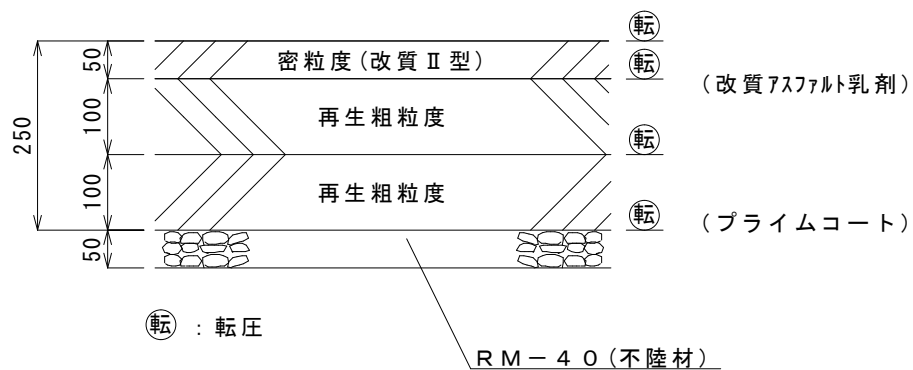 転
50
密粒度(改質Ⅱ型)
転
(改質アスファルト乳剤)
250
100
再生粗粒度
転
100
再生粗粒度
転
(プライムコート)
50
転 : 転圧
RM-40(不陸材)